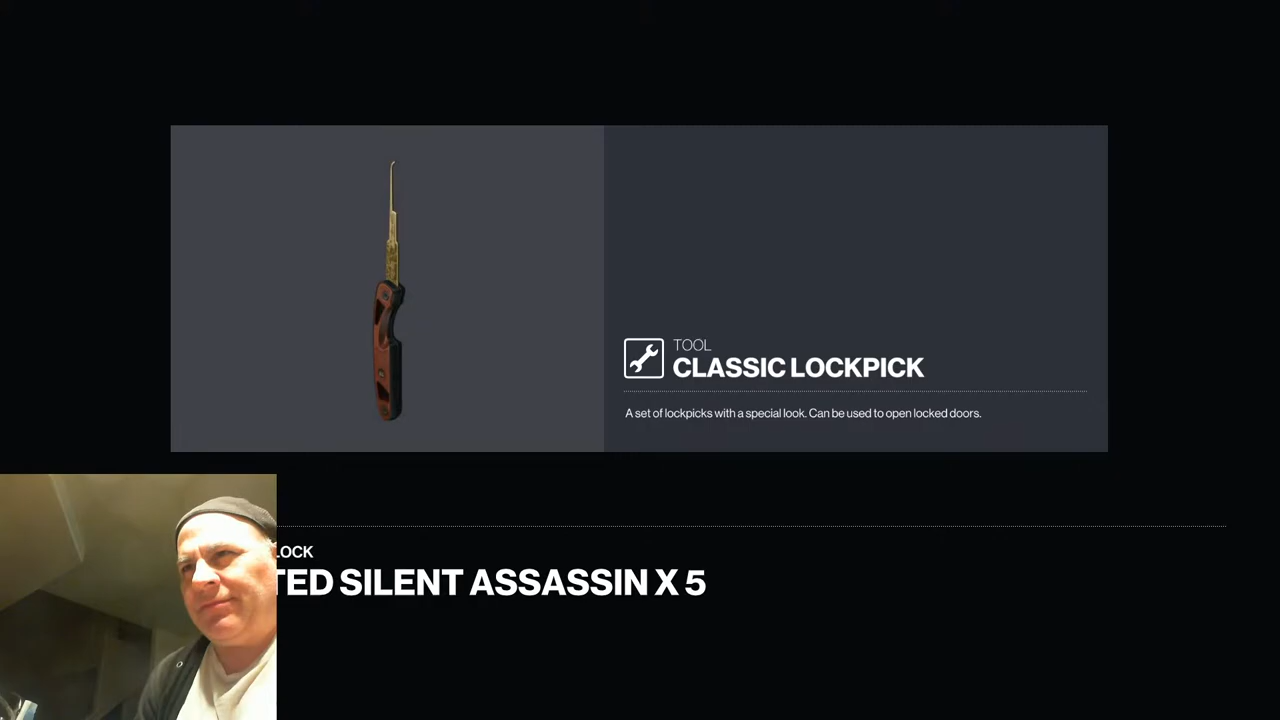 TOOL
CLASSIC LOCKPICK
A set of lockpicks with a special look. Can be used to open locked doors.
LOCK
TED SILENT ASSASSIN X 5